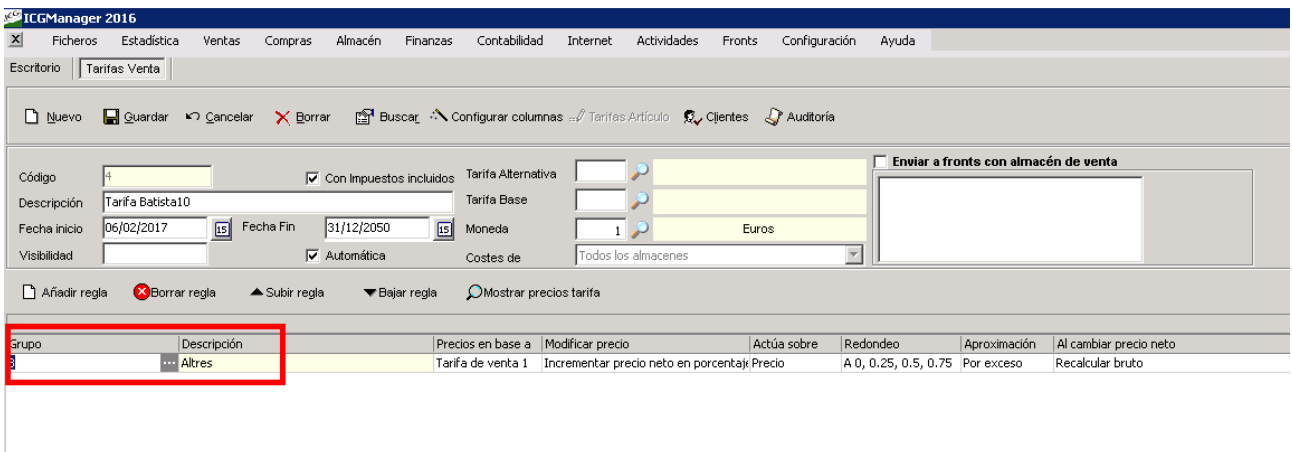 ICGManager 2016
X Ficheros Estadística Ventas Compras Almacén Finanzas Contabilidad Internet Actividades Fronts Configuración Ayuda
Escritorio Tarifas Venta
Nuevo Guardar Cancelar Borrar Buscar Configurar columnas Tarifas Artículo Clientes Auditoría
Código 4 Con Impuestos incluidos Tarifa Alternativa Enviar a fronts con almacén de venta
Descripción Tarifa Batista10 Tarifa Base
Fecha inicio 06/02/2017 15 Fecha Fin 31/12/2050 15 Moneda 1 Euros
Visibilidad Automática Costes de Todos los almacenes
Añadir regla Borrar regla Subir regla Bajar regla Mostrar precios tarifa
Grupo Descripción Precios en base a Modificar precio Actúa sobre Redondeo Aproximación Al cambiar precio neto
... Altres Tarifa de venta 1 Incrementar precio neto en porcentaje Precio A 0, 0.25, 0.5, 0.75 Por exceso Recalcular bruto